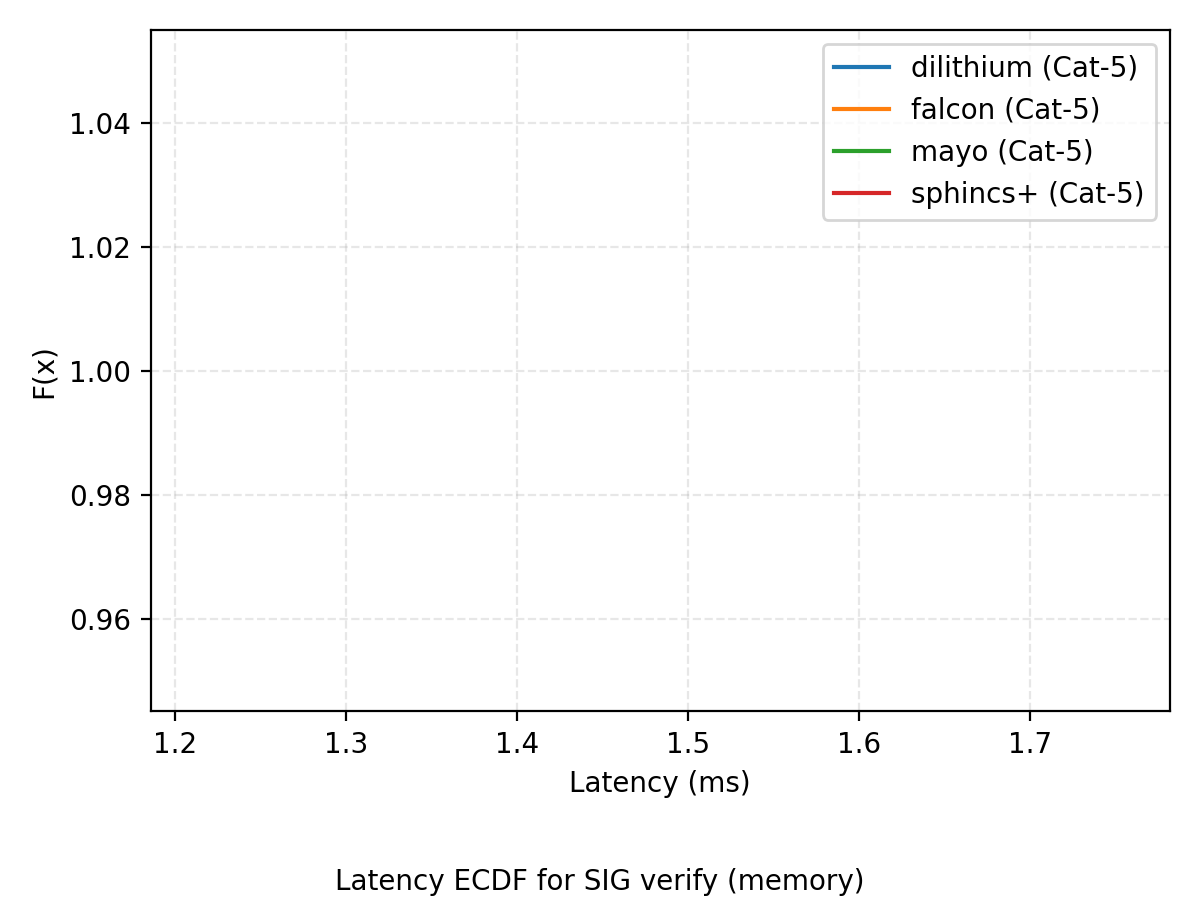 dilithium (Cat-5)
falcon (Cat-5)
mayo (Cat-5)
sphincs+ (Cat-5)
1.04
1.02
1.00
0.98
0.96
F(x)
1.2 1.3 1.4 1.5 1.6 1.7
Latency (ms)
Latency ECDF for SIG verify (memory)